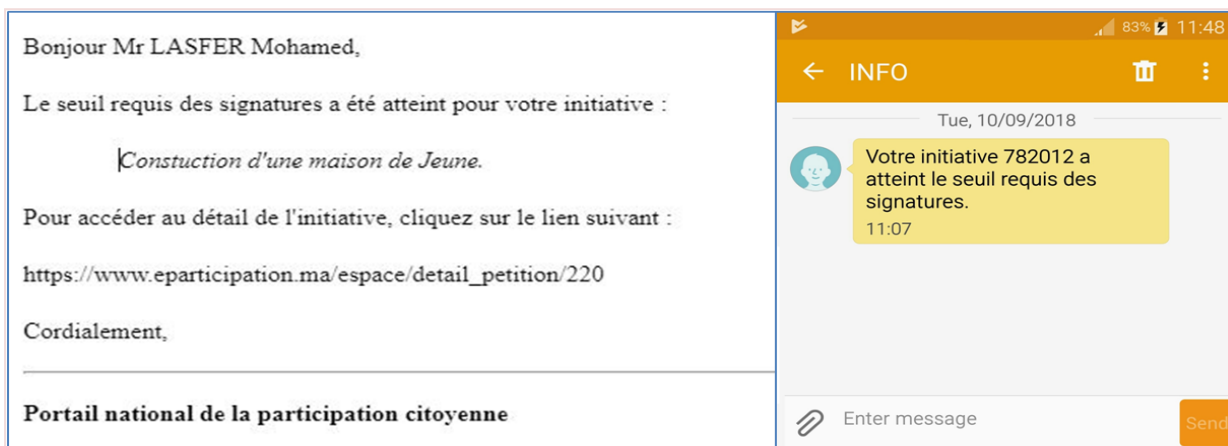 Bonjour Mr LASFER Mohamed,
Le seuil requis des signatures a été atteint pour votre initiative :
Constuction d'une maison de Jeune.
Pour accéder au détail de l'initiative, cliquez sur le lien suivant :
https://www.eparticipation.ma/espace/detail_petition/220
Cordialement,
Portail national de la participation citoyenne
83% 11:48
INFO
Tue, 10/09/2018
Votre initiative 782012 a
atteint le seuil requis des
signatures.
11:07
Enter message
Send